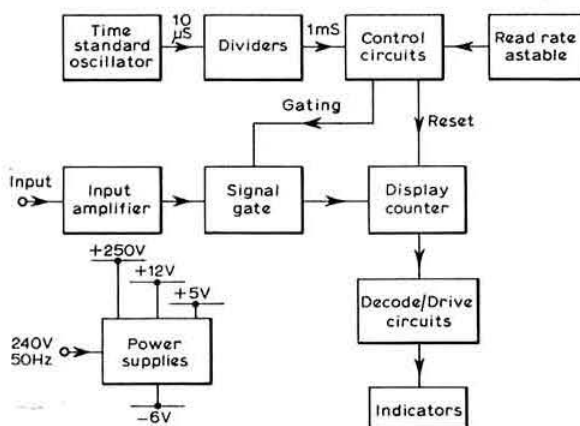 Time
standard
oscillator
10
μS
Dividers
1mS
Control
circuits
Read rate
astable
Gating
Reset
Input
Input
amplifier
Signal
gate
Display
counter
+250V
+12V
+5V
240V
50Hz
Power
supplies
-6V
Decode/Drive
circuits
Indicators